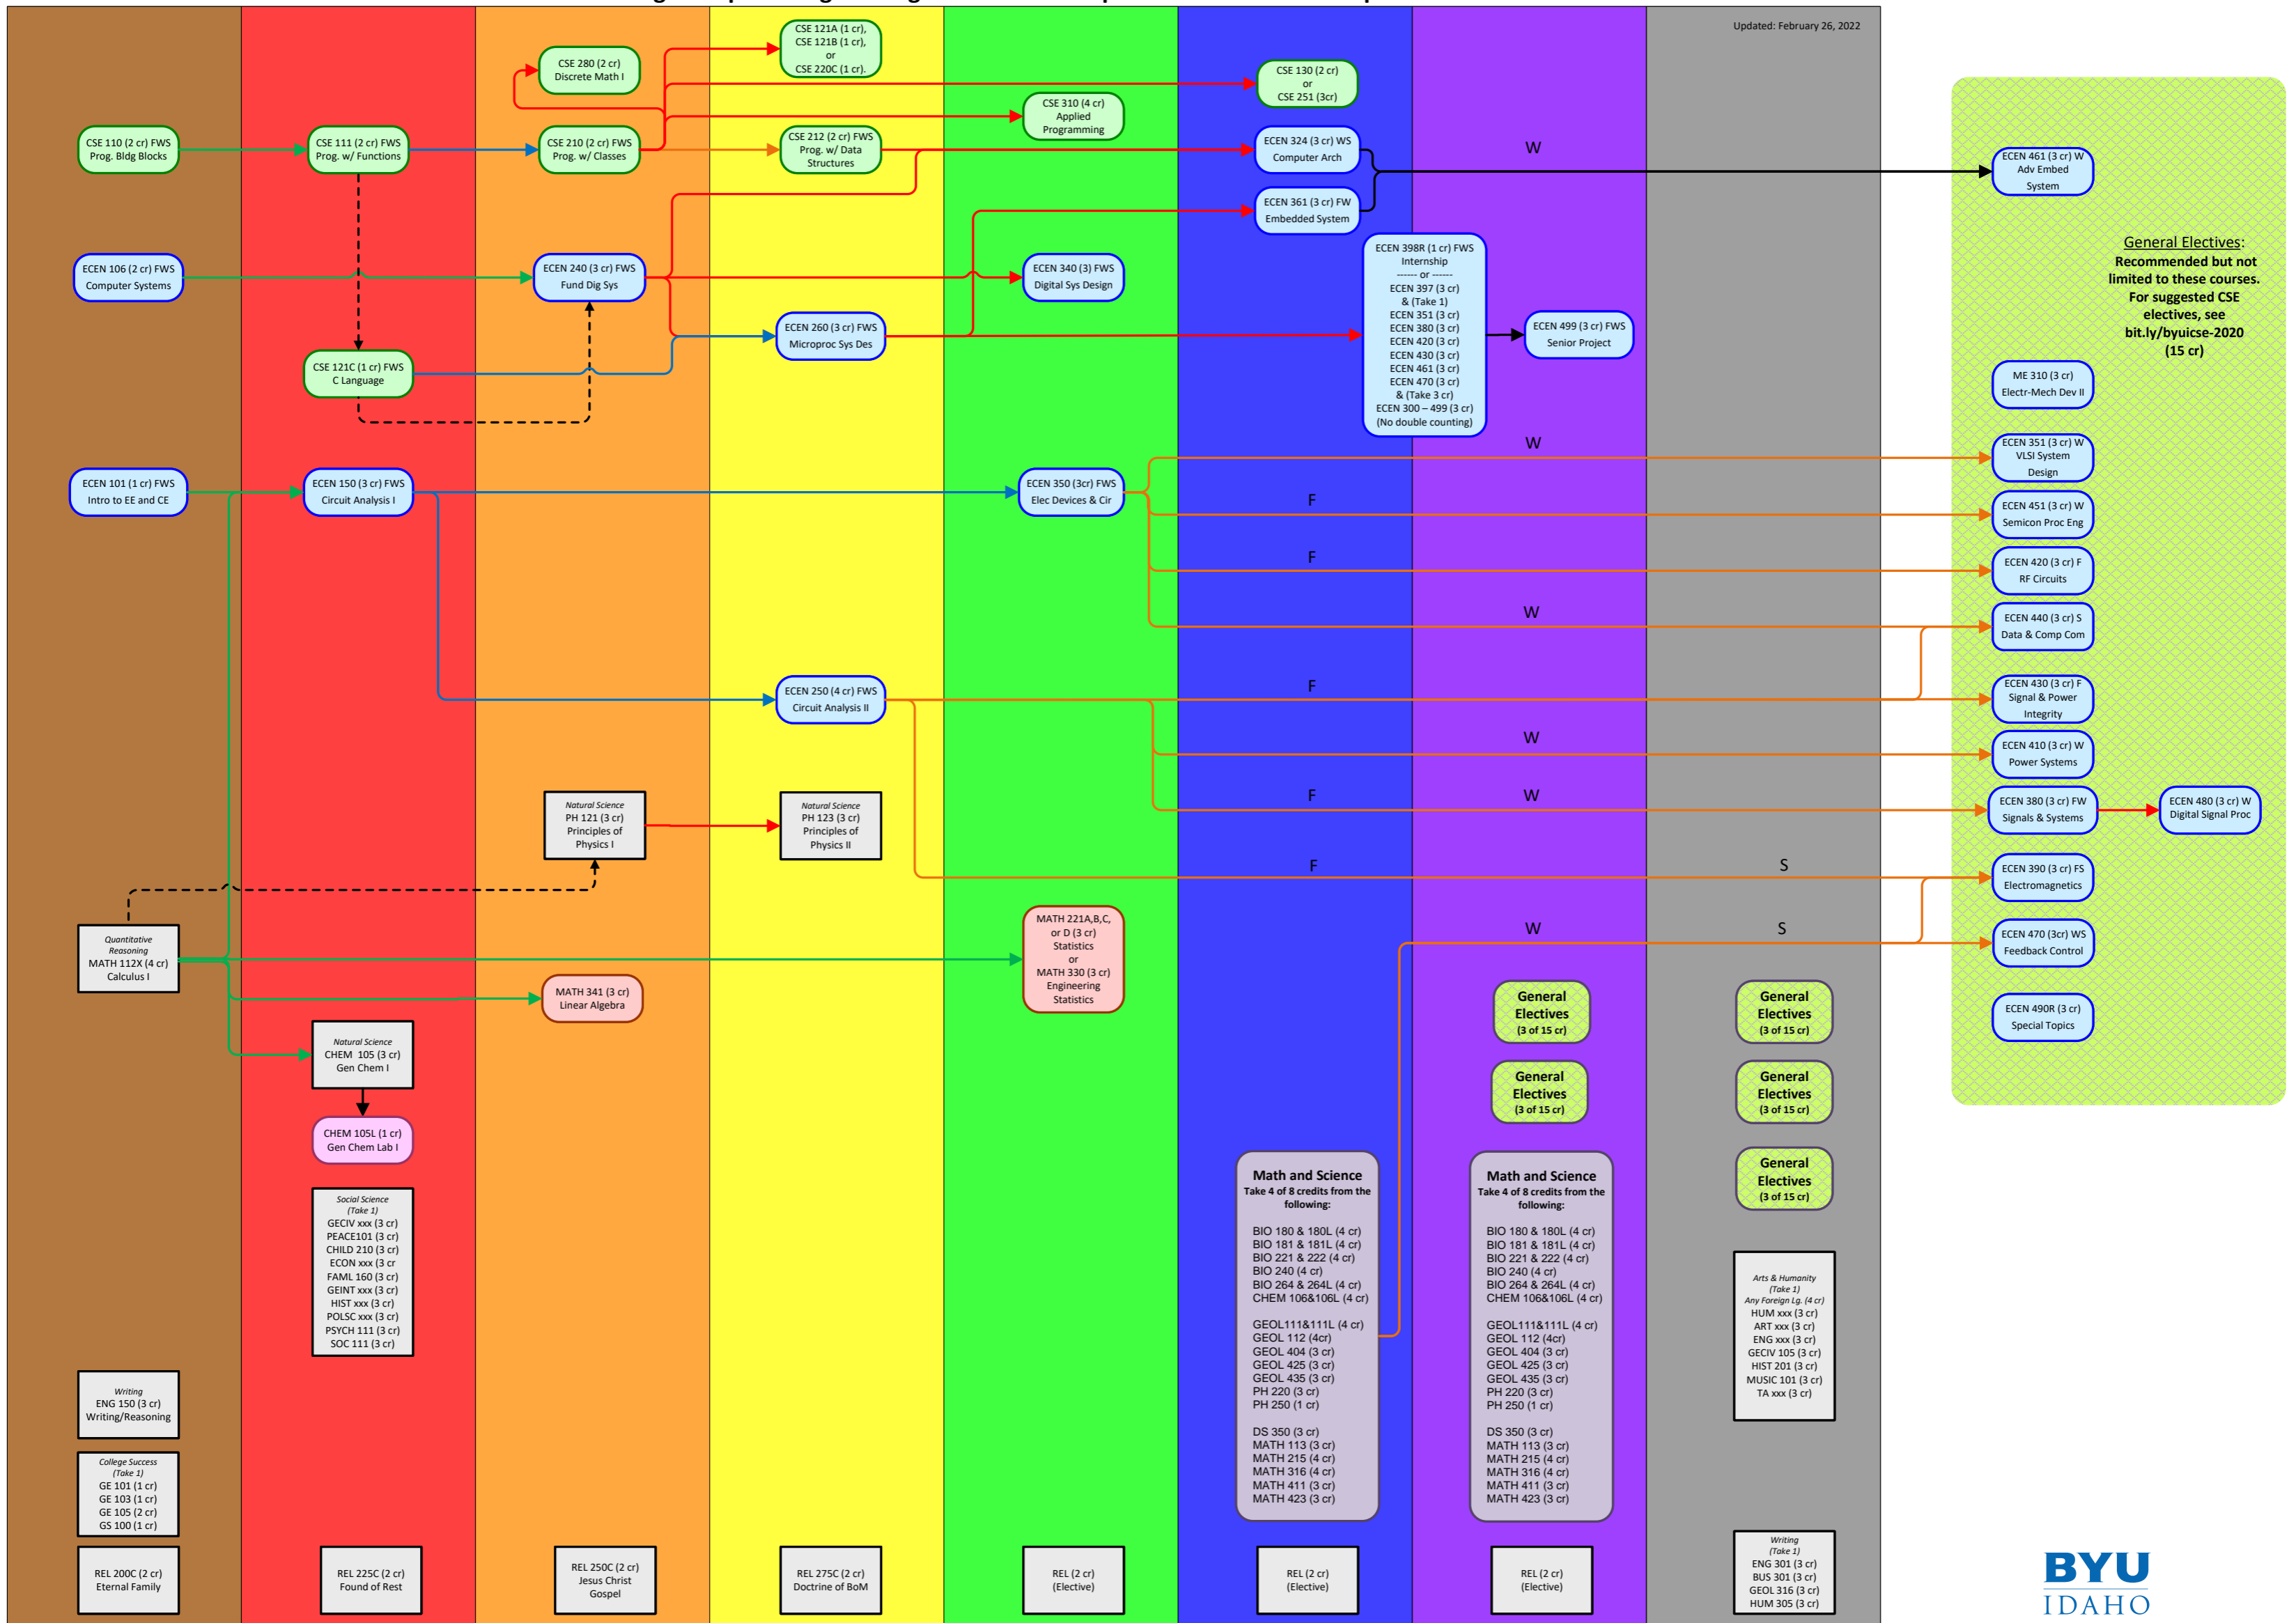 Updated: February 26, 2022
CSE 110 (2 cr) FWS
Prog. Bldg Blocks
ECEN 106 (2 cr) FWS
Computer Systems
ECEN 101 (1 cr) FWS
Intro to EE and CE
Quantitative
Reasoning
MATH 112X (4 cr)
Calculus I
Writing
ENG 150 (3 cr)
Writing/Reasoning
College Success
(Take 1)
GE 101 (1 cr)
GE 103 (1 cr)
GE 105 (2 cr)
GS 100 (1 cr)
REL 200C (2 cr)
Eternal Family
CSE 111 (2 cr) FWS
Prog. w/ Functions
CSE 121C (1 cr) FWS
C Language
ECEN 150 (3 cr) FWS
Circuit Analysis I
Natural Science
CHEM 105 (3 cr)
Gen Chem I
CHEM 105L (1 cr)
Gen Chem Lab I
Social Science
(Take 1)
GECIV xxx (3 cr)
PEACE101 (3 cr)
CHILD 210 (3 cr)
ECON xxx (3 cr
FAML 160 (3 cr)
GEINT xxx (3 cr)
HIST xxx (3 cr)
POLSC xxx (3 cr)
PSYCH 111 (3 cr)
SOC 111 (3 cr)
REL 225C (2 cr)
Found of Rest
CSE 280 (2 cr)
Discrete Math I
CSE 210 (2 cr) FWS
Prog. w/ Classes
ECEN 240 (3 cr) FWS
Fund Dig Sys
Natural Science
PH 121 (3 cr)
Principles of
Physics I
MATH 341 (3 cr)
Linear Algebra
REL 250C (2 cr)
Jesus Christ
Gospel
CSE 121A (1 cr),
CSE 121B (1 cr),
or
CSE 220C (1 cr).
CSE 212 (2 cr) FWS
Prog. w/ Data
Structures
ECEN 260 (3 cr) FWS
Microproc Sys Des
ECEN 250 (4 cr) FWS
Circuit Analysis II
Natural Science
PH 123 (3 cr)
Principles of
Physics II
REL 275C (2 cr)
Doctrine of BoM
CSE 310 (4 cr)
Applied
Programming
ECEN 340 (3) FWS
Digital Sys Design
ECEN 350 (3cr) FWS
Elec Devices & Cir
MATH 221A,B,C,
or D (3 cr)
Statistics
or
MATH 330 (3 cr)
Engineering
Statistics
REL (2 cr)
(Elective)
CSE 130 (2 cr)
or
CSE 251 (3cr)
ECEN 324 (3 cr) WS
Computer Arch
ECEN 361 (3 cr) FW
Embedded System
F
F
F
F
F
Math and Science
Take 4 of 8 credits from the
following:
BIO 180 & 180L (4 cr)
BIO 181 & 181L (4 cr)
BIO 221 & 222 (4 cr)
BIO 240 (4 cr)
BIO 264 & 264L (4 cr)
CHEM 106&106L (4 cr)
GEOL111&111L (4 cr)
GEOL 112 (4cr)
GEOL 404 (3 cr)
GEOL 425 (3 cr)
GEOL 435 (3 cr)
PH 220 (3 cr)
PH 250 (1 cr)
DS 350 (3 cr)
MATH 113 (3 cr)
MATH 215 (4 cr)
MATH 316 (4 cr)
MATH 411 (3 cr)
MATH 423 (3 cr)
REL (2 cr)
(Elective)
ECEN 398R (1 cr) FWS
Internship
------ or ------
ECEN 397 (3 cr)
& (Take 1)
ECEN 351 (3 cr)
ECEN 380 (3 cr)
ECEN 420 (3 cr)
ECEN 430 (3 cr)
ECEN 461 (3 cr)
ECEN 470 (3 cr)
& (Take 3 cr)
ECEN 300 – 499 (3 cr)
(No double counting)
W
ECEN 499 (3 cr) FWS
Senior Project
W
W
W
W
W
General
Electives
(3 of 15 cr)
General
Electives
(3 of 15 cr)
Math and Science
Take 4 of 8 credits from the
following:
BIO 180 & 180L (4 cr)
BIO 181 & 181L (4 cr)
BIO 221 & 222 (4 cr)
BIO 240 (4 cr)
BIO 264 & 264L (4 cr)
CHEM 106&106L (4 cr)
GEOL111&111L (4 cr)
GEOL 112 (4cr)
GEOL 404 (3 cr)
GEOL 425 (3 cr)
GEOL 435 (3 cr)
PH 220 (3 cr)
PH 250 (1 cr)
DS 350 (3 cr)
MATH 113 (3 cr)
MATH 215 (4 cr)
MATH 316 (4 cr)
MATH 411 (3 cr)
MATH 423 (3 cr)
REL (2 cr)
(Elective)
S
S
General
Electives
(3 of 15 cr)
General
Electives
(3 of 15 cr)
General
Electives
(3 of 15 cr)
Arts & Humanity
(Take 1)
Any Foreign Lg. (4 cr)
HUM xxx (3 cr)
ART xxx (3 cr)
ENG xxx (3 cr)
GECIV 105 (3 cr)
HIST 201 (3 cr)
MUSIC 101 (3 cr)
TA xxx (3 cr)
Writing
(Take 1)
ENG 301 (3 cr)
BUS 301 (3 cr)
GEOL 316 (3 cr)
HUM 305 (3 cr)
ECEN 461 (3 cr) W
Adv Embed
System
General Electives:
Recommended but not
limited to these courses.
For suggested CSE
electives, see
bit.ly/byuicse-2020
(15 cr)
ME 310 (3 cr)
Electr-Mech Dev II
ECEN 351 (3 cr) W
VLSI System
Design
ECEN 451 (3 cr) W
Semicon Proc Eng
ECEN 420 (3 cr) F
RF Circuits
ECEN 440 (3 cr) S
Data & Comp Com
ECEN 430 (3 cr) F
Signal & Power
Integrity
ECEN 410 (3 cr) W
Power Systems
ECEN 380 (3 cr) FW
Signals & Systems
ECEN 480 (3 cr) W
Digital Signal Proc
ECEN 390 (3 cr) FS
Electromagnetics
ECEN 470 (3cr) WS
Feedback Control
ECEN 490R (3 cr)
Special Topics
BYU
IDAHO